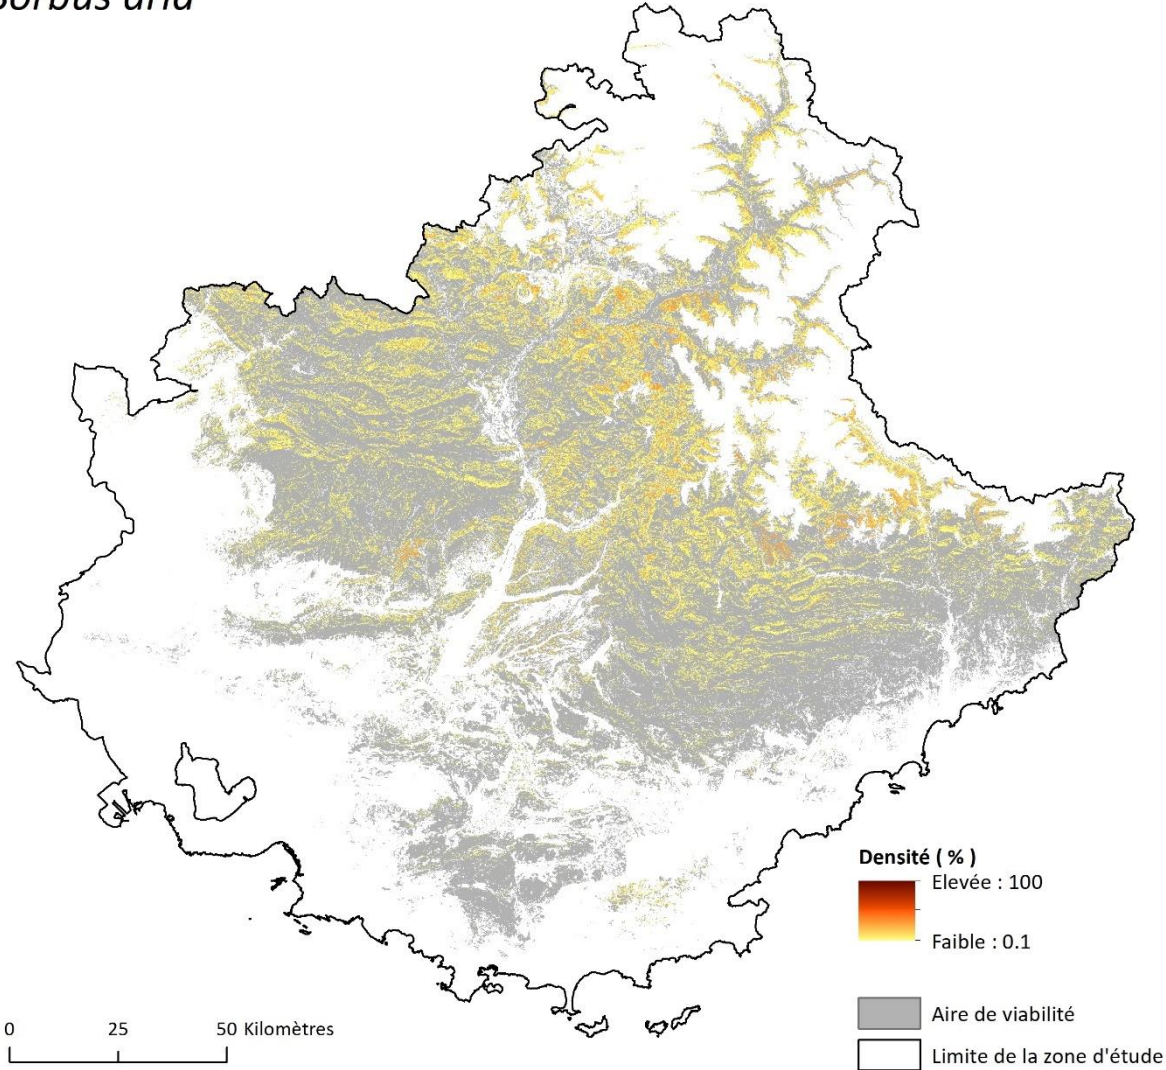 Sorbus aria
Densité ( % )
Elevée : 100
Faible : 0.1
Aire de viabilité
Limite de la zone d'étude
0 25 50 Kilomètres